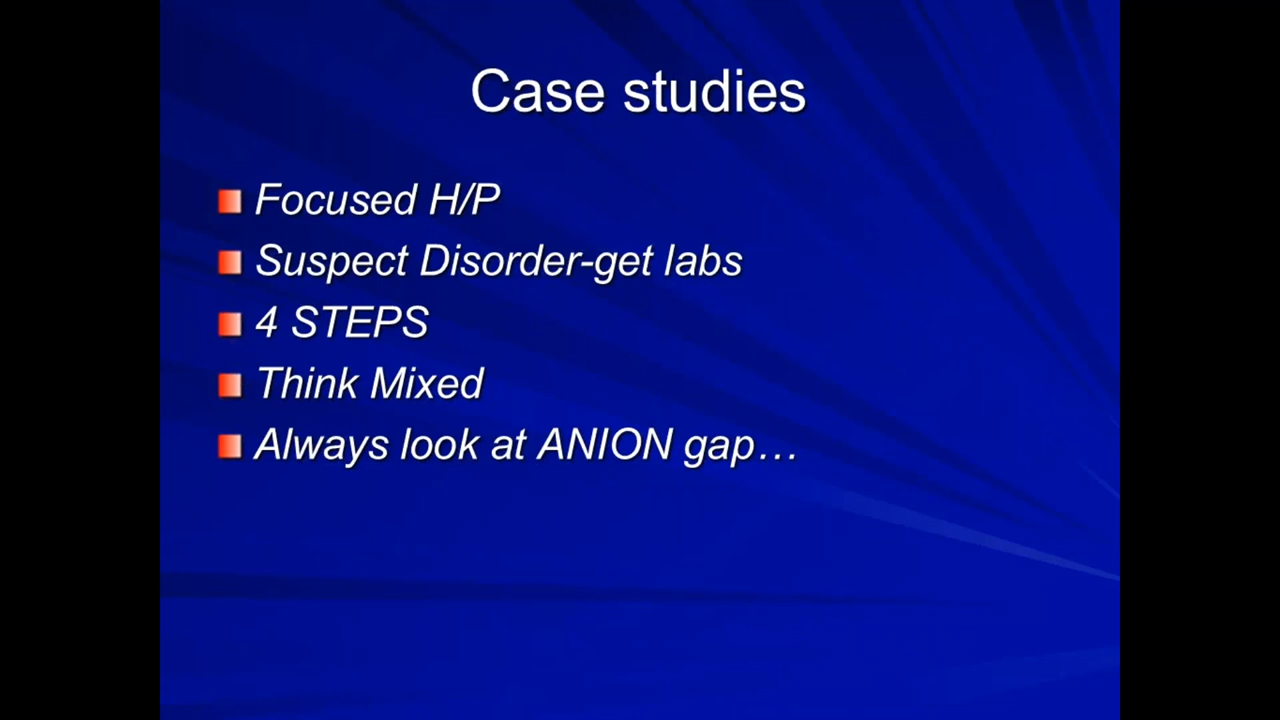 Case studies
Focused H/P
Suspect Disorder-get labs
4 STEPS
Think Mixed
Always look at ANION gap…